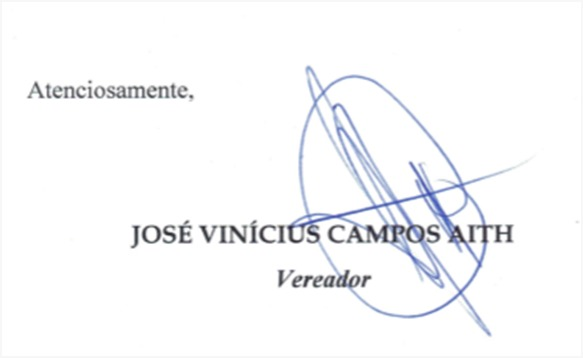 Atenciosamente,
JOSÉ VINÍCIUS CAMPOS AITH
Vereador